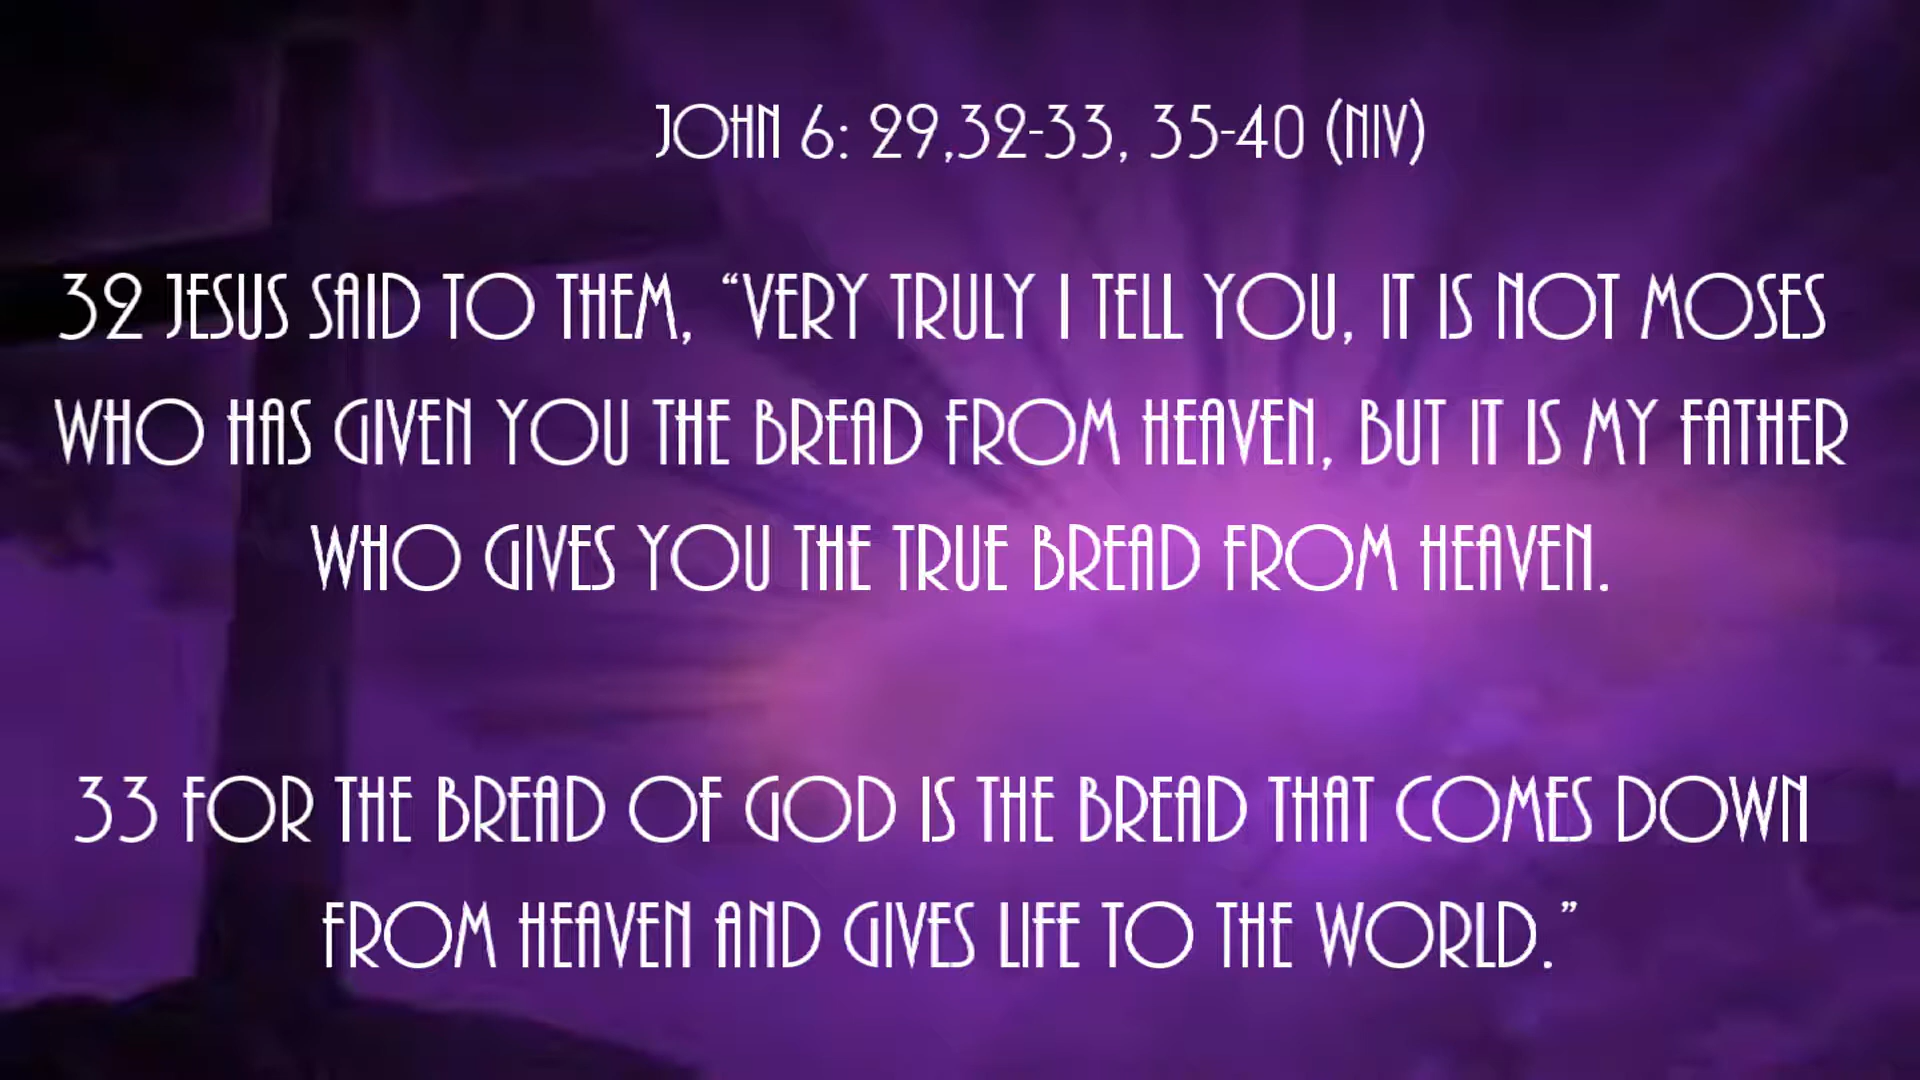 JOHN 6: 29,32-33, 35-40 (NIV)
32 JESUS SAID TO THEM, “VERY TRULY I TELL YOU, IT IS NOT MOSES
WHO HAS GIVEN YOU THE BREAD FROM HEAVEN, BUT IT IS MY FATHER
WHO GIVES YOU THE TRUE BREAD FROM HEAVEN.
33 FOR THE BREAD OF GOD IS THE BREAD THAT COMES DOWN
FROM HEAVEN AND GIVES LIFE TO THE WORLD.”